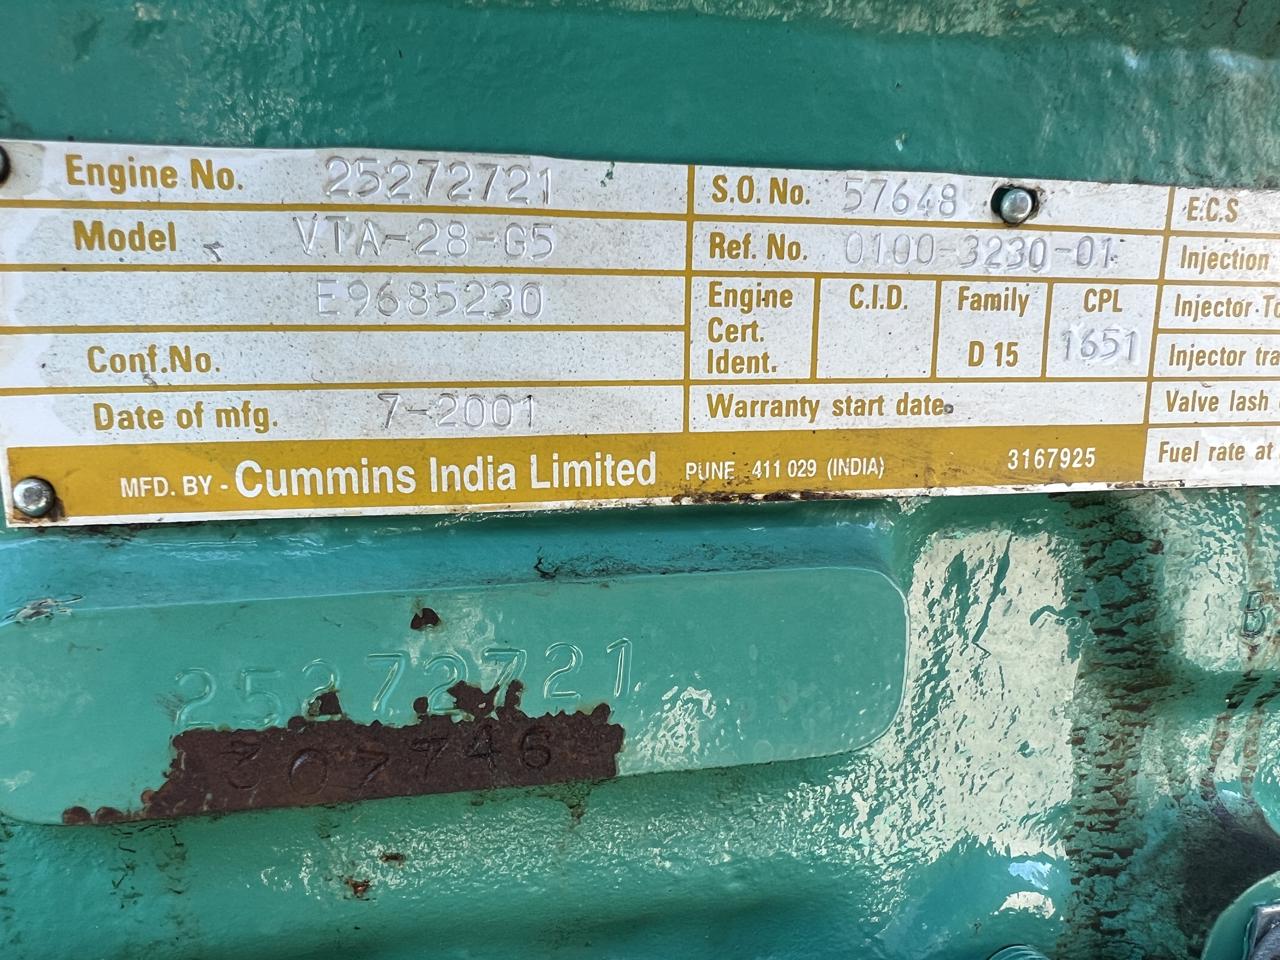 Engine No. 25272721
S.O. No. 57648
E.C.S
Model VTA-28-G5
Ref. No. 0100-3230-01
Injection
E9685230
Engine Cert. Ident.
C.I.D.
Family D 15
CPL 1651
Injector
Conf.No.
Injector
Date of mfg. 7-2001
Warranty start date
Valve lash
MFD. BY - Cummins India Limited PUNE 411 029 (INDIA) 3167925
Fuel rate at
25272721
307746